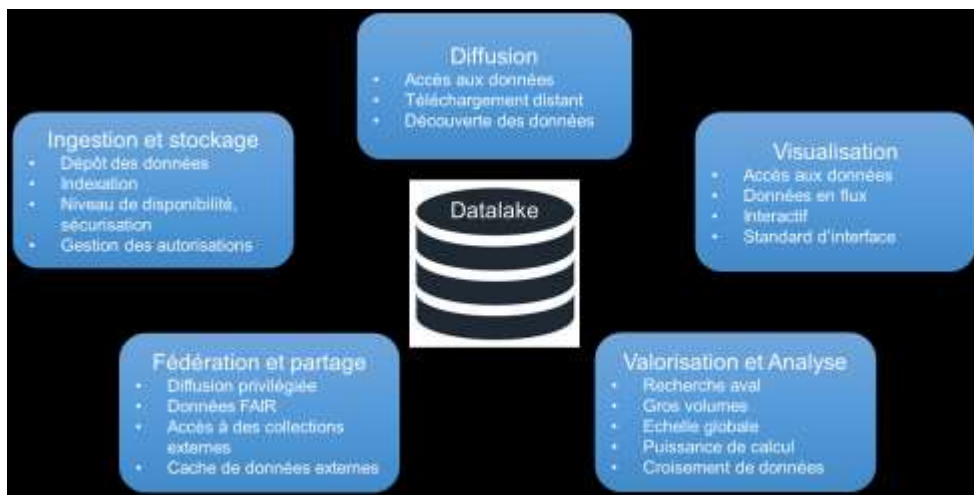 Diffusion
• Accès aux données
• Téléchargement distant
• Découverte des données
Ingestion et stockage
• Dépôt des données
• Indexation
• Niveau de disponibilité,
sécurisation
• Gestion des autorisations
Visualisation
• Accès aux données
• Données en flux
• Interactif
• Standard d'interface
Datalake
Fédération et partage
• Diffusion privilégiée
• Données FAIR
• Accès à des collections
externes
• Cache de données externes
Valorisation et Analyse
• Recherche aval
• Gros volumes
• Echelle globale
• Puissance de calcul
• Croisement de données